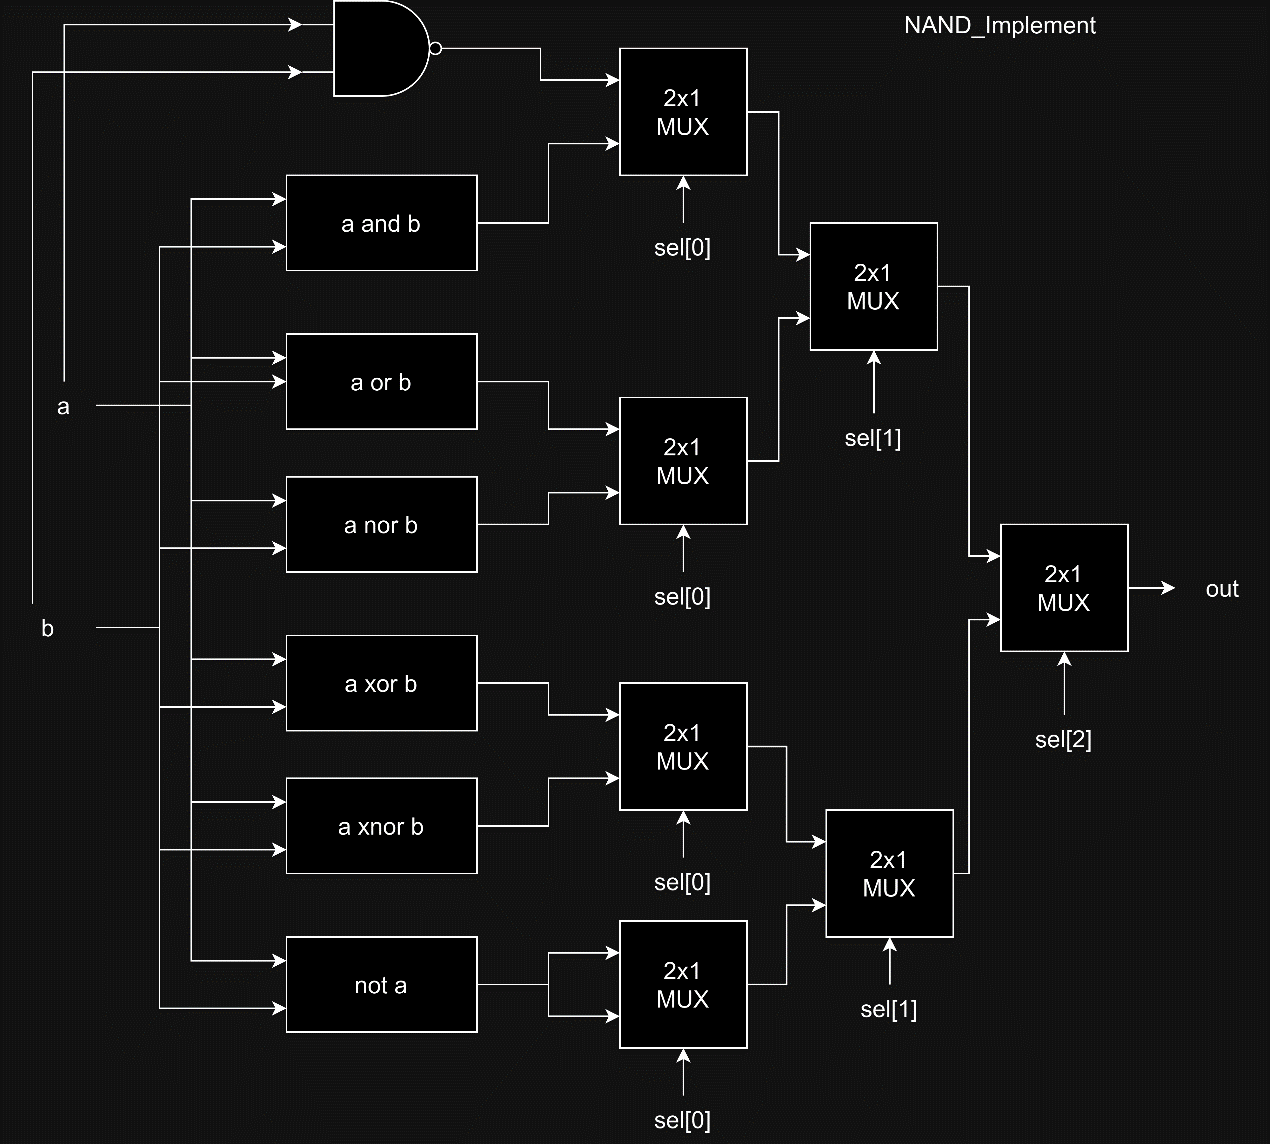 NAND_Implement
2x1
MUX
a and b
sel[0]
2x1
MUX
a or b
a
2x1
MUX
sel[1]
a nor b
2x1
MUX
out
sel[0]
b
a xor b
2x1
MUX
sel[2]
a xnor b
2x1
MUX
sel[0]
not a
2x1
MUX
sel[1]
sel[0]